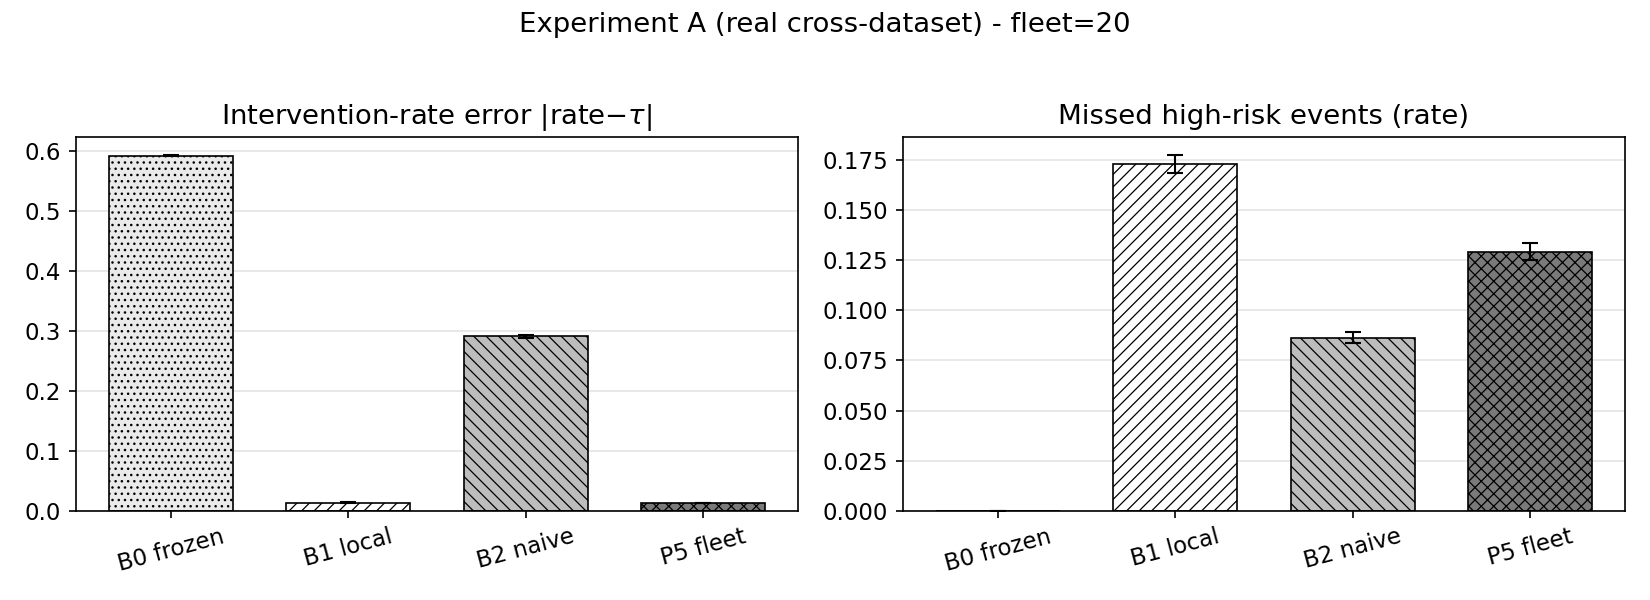 Experiment A (real cross-dataset) - fleet=20
Intervention-rate error |rate−τ|
0.6
0.5
0.4
0.3
0.2
0.1
0.0
B0 frozen
B1 local
B2 naive
P5 fleet
Missed high-risk events (rate)
0.175
0.150
0.125
0.100
0.075
0.050
0.025
0.000
B0 frozen
B1 local
B2 naive
P5 fleet